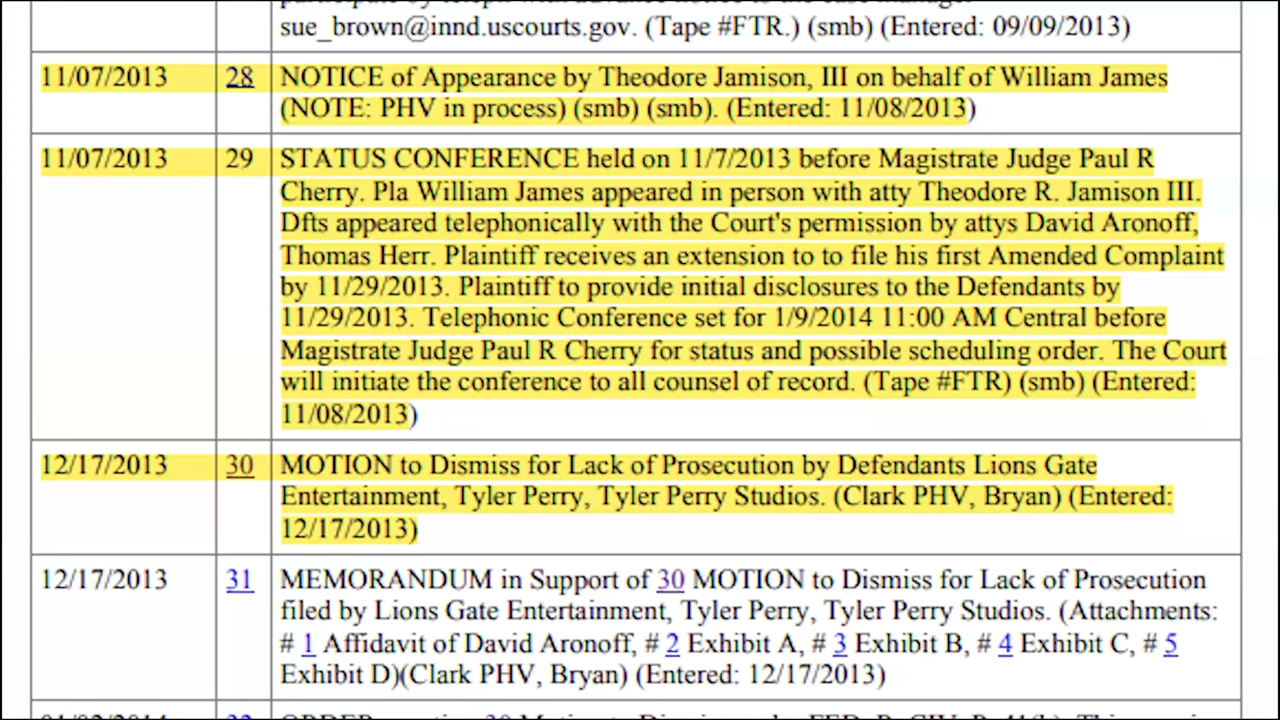 sue_brown@innd.uscourts.gov. (Tape #FTR.) (smb) (Entered: 09/09/2013)
11/07/2013 28 NOTICE of Appearance by Theodore Jamison, III on behalf of William James
(NOTE: PHV in process) (smb) (smb). (Entered: 11/08/2013)
11/07/2013 29 STATUS CONFERENCE held on 11/7/2013 before Magistrate Judge Paul R
Cherry. Pla William James appeared in person with atty Theodore R. Jamison III.
Dfts appeared telephonically with the Court's permission by attys David Aronoff,
Thomas Herr. Plaintiff receives an extension to to file his first Amended Complaint
by 11/29/2013. Plaintiff to provide initial disclosures to the Defendants by
11/29/2013. Telephonic Conference set for 1/9/2014 11:00 AM Central before
Magistrate Judge Paul R Cherry for status and possible scheduling order. The Court
will initiate the conference to all counsel of record. (Tape #FTR) (smb) (Entered:
11/08/2013)
12/17/2013 30 MOTION to Dismiss for Lack of Prosecution by Defendants Lions Gate
Entertainment, Tyler Perry, Tyler Perry Studios. (Clark PHV, Bryan) (Entered:
12/17/2013)
12/17/2013 31 MEMORANDUM in Support of 30 MOTION to Dismiss for Lack of Prosecution
filed by Lions Gate Entertainment, Tyler Perry, Tyler Perry Studios. (Attachments:
# 1 Affidavit of David Aronoff, # 2 Exhibit A, # 3 Exhibit B, # 4 Exhibit C, # 5
Exhibit D)(Clark PHV, Bryan) (Entered: 12/17/2013)